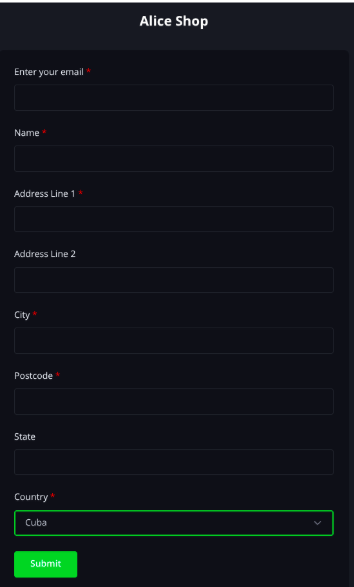 Alice Shop
Enter your email *
Name *
Address Line 1 *
Address Line 2
City *
Postcode *
State
Country *
Cuba
Submit